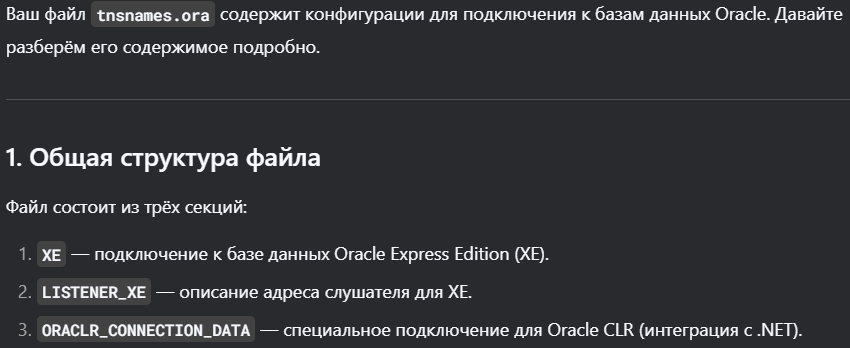 Ваш файл tnsnames.ora содержит конфигурации для подключения к базам данных Oracle. Давайте
разберём его содержимое подробно.
1. Общая структура файла
Файл состоит из трёх секций:
1. XE — подключение к базе данных Oracle Express Edition (XE).
2. LISTENER_XE — описание адреса слушателя для XE.
3. ORACLR_CONNECTION_DATA — специальное подключение для Oracle CLR (интеграция с .NET).